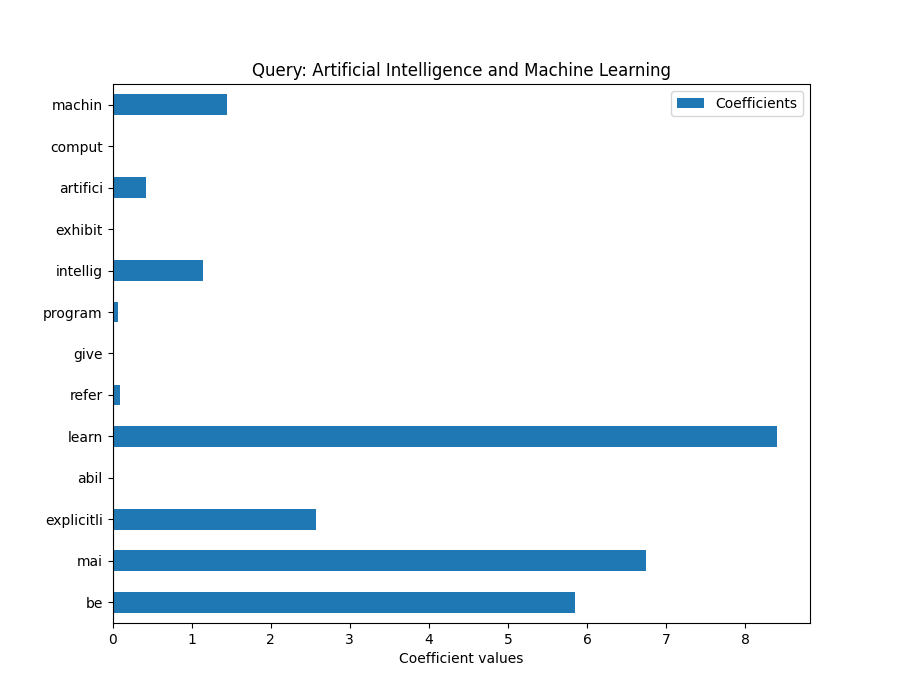 Query: Artificial Intelligence and Machine Learning
Coefficients
machin
comput
artifici
exhibit
intellig
program
give
refer
learn
abil
explicitli
mai
be
0 1 2 3 4 5 6 7 8
Coefficient values